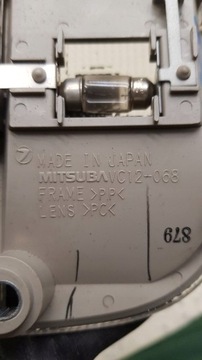 MADE IN JAPAN
MITSUBA VC12-068
FRAME >PP<
LENS >PC<
879